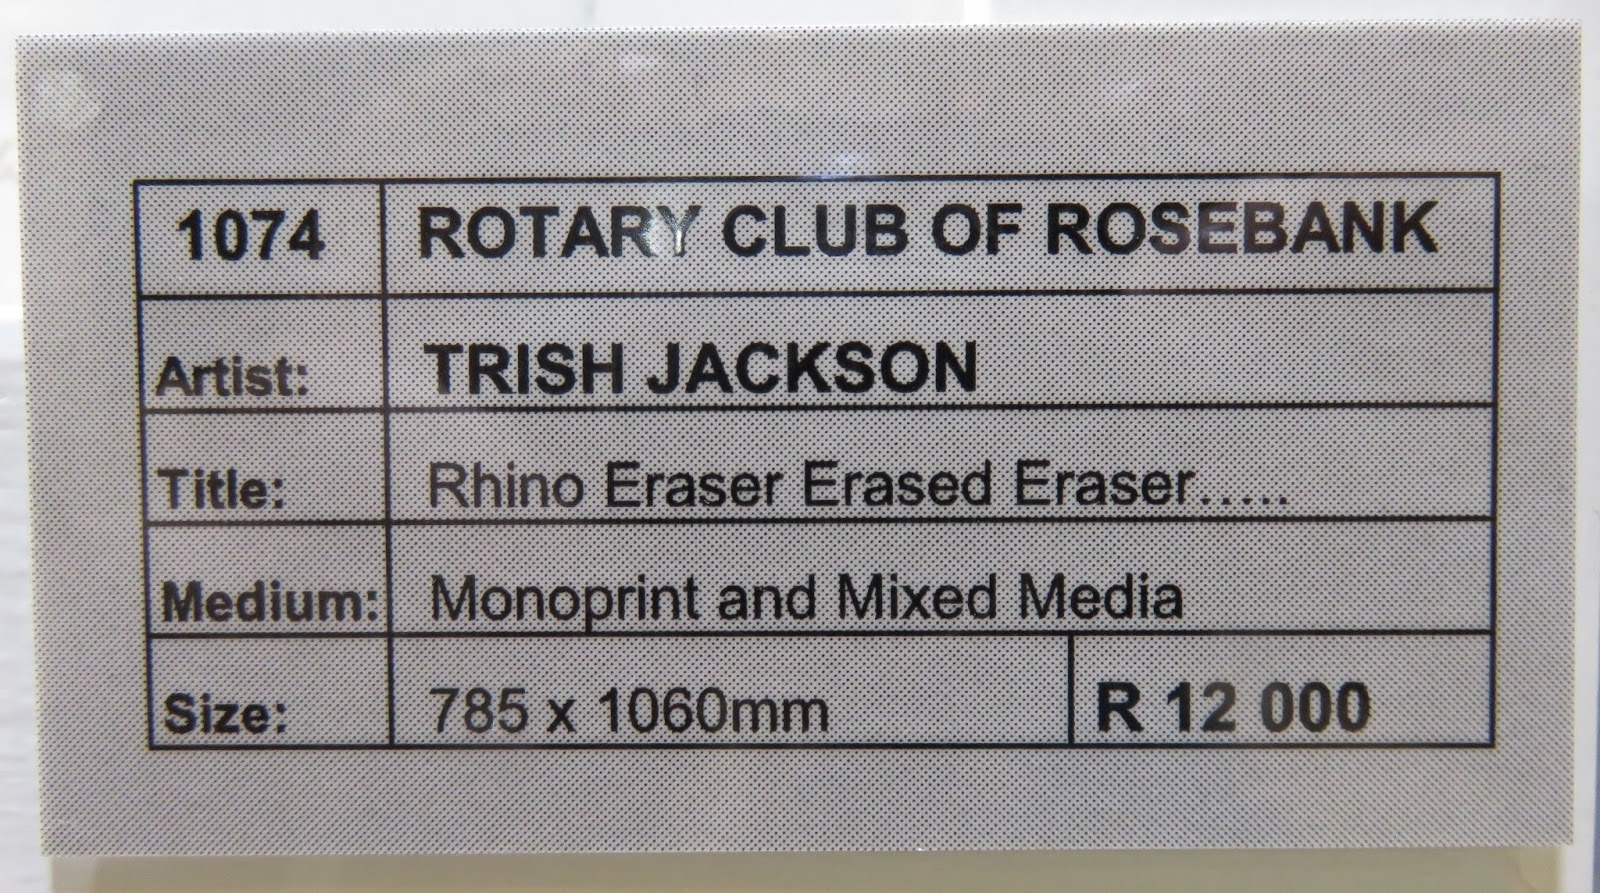 1074 ROTARY CLUB OF ROSEBANK
Artist: TRISH JACKSON
Title: Rhino Eraser Erased Eraser.....
Medium: Monoprint and Mixed Media
Size: 785 x 1060mm R 12 000